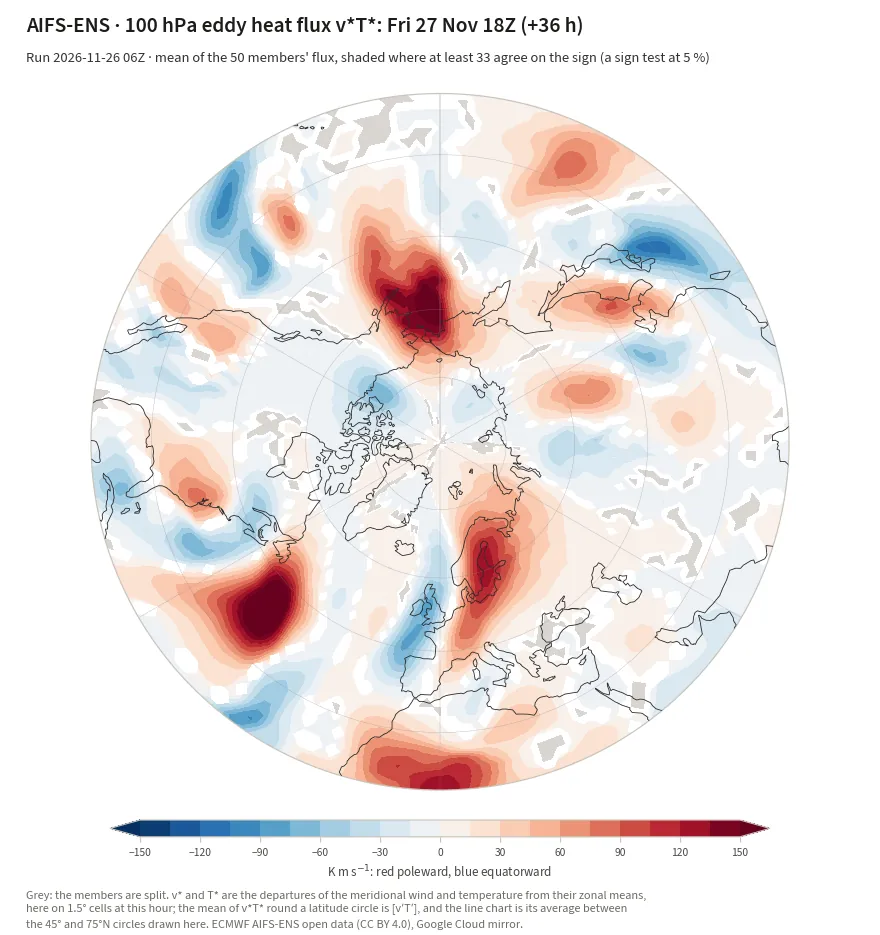 AIFS-ENS · 100 hPa eddy heat flux v*T*: Fri 27 Nov 18Z (+36 h)
Run 2026-11-26 06Z · mean of the 50 members' flux, shaded where at least 33 agree on the sign (a sign test at 5 %)
−150 −120 −90 −60 −30 0 30 60 90 120 150
K m s⁻¹: red poleward, blue equatorward
Grey: the members are split. v* and T* are the departures of the meridional wind and temperature from their zonal means,
here on 1.5° cells at this hour; the mean of v*T* round a latitude circle is [v'T'], and the line chart is its average between
the 45° and 75°N circles drawn here. ECMWF AIFS-ENS open data (CC BY 4.0), Google Cloud mirror.